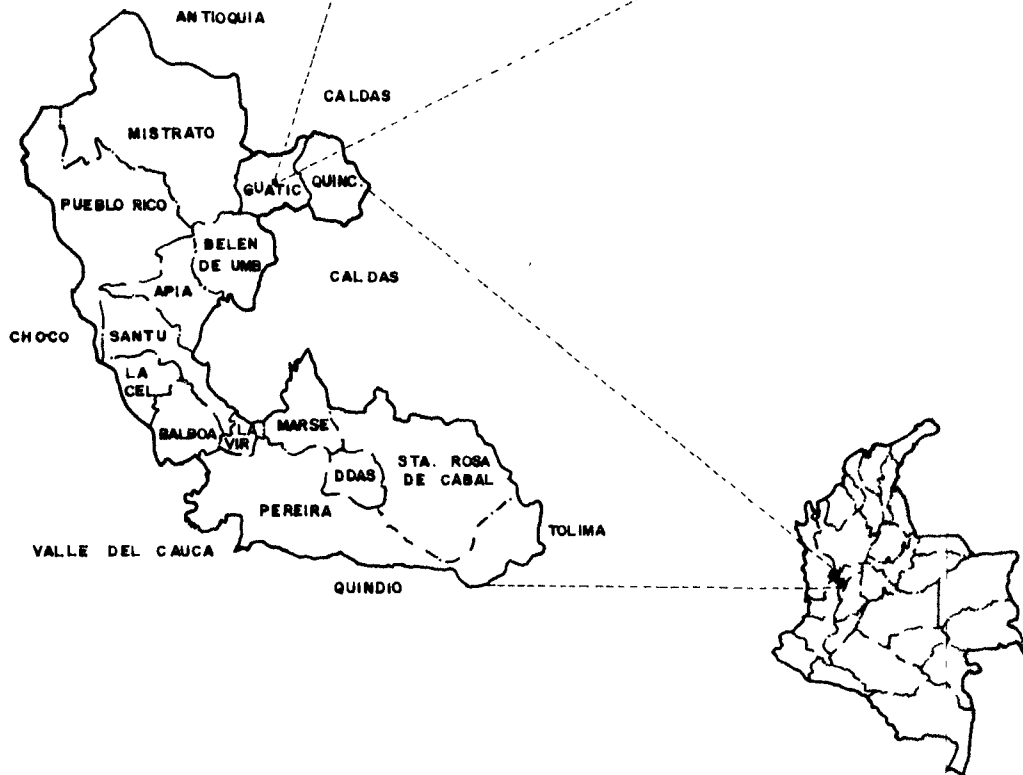 ANTIOQUIA
CALDAS
MISTRATO
GUATIC
QUINC.
PUEBLO RICO
BELEN
DE UMB
CALDAS
APIA
CHOCO
SANTU
LA
CEL
BALBOA
LA
VIR
MARSE
STA. ROSA
DE CABAL
DDAS
PEREIRA
TOLIMA
VALLE DEL CAUCA
QUINDIO